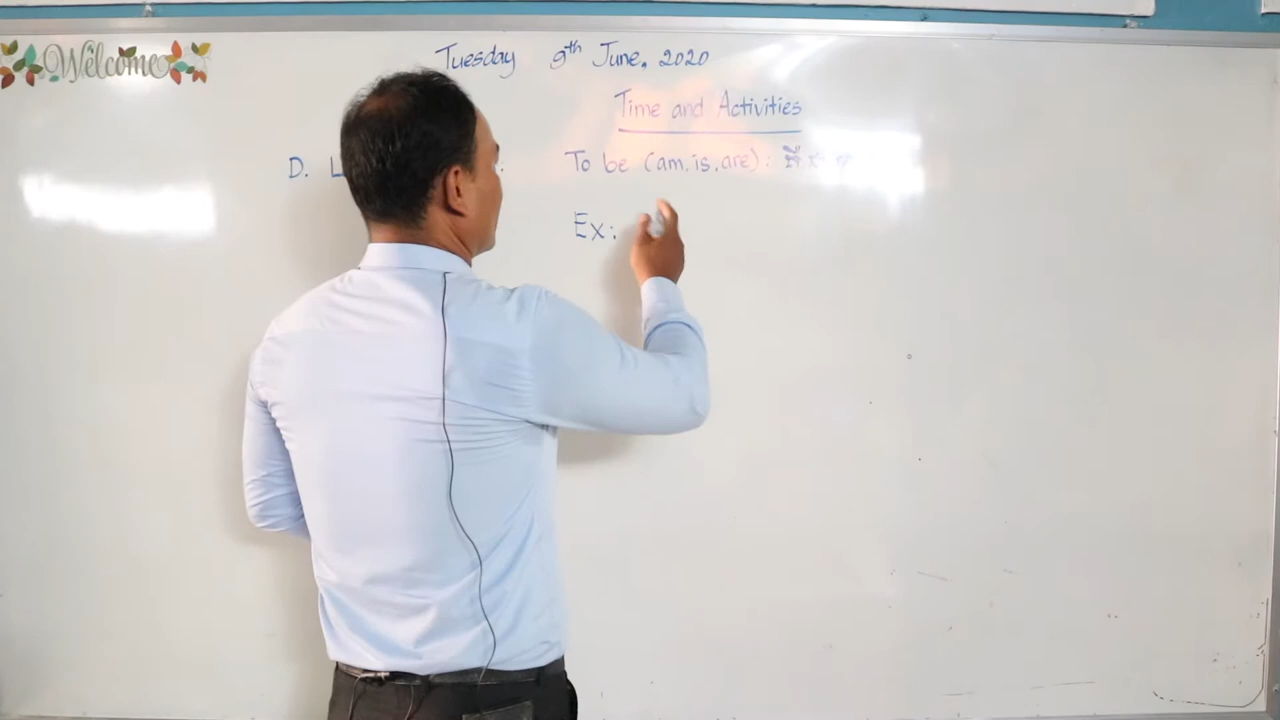 Welcome
Tuesday 9th June, 2020
Time and Activities
D. To be (am, is, are) :
Ex: